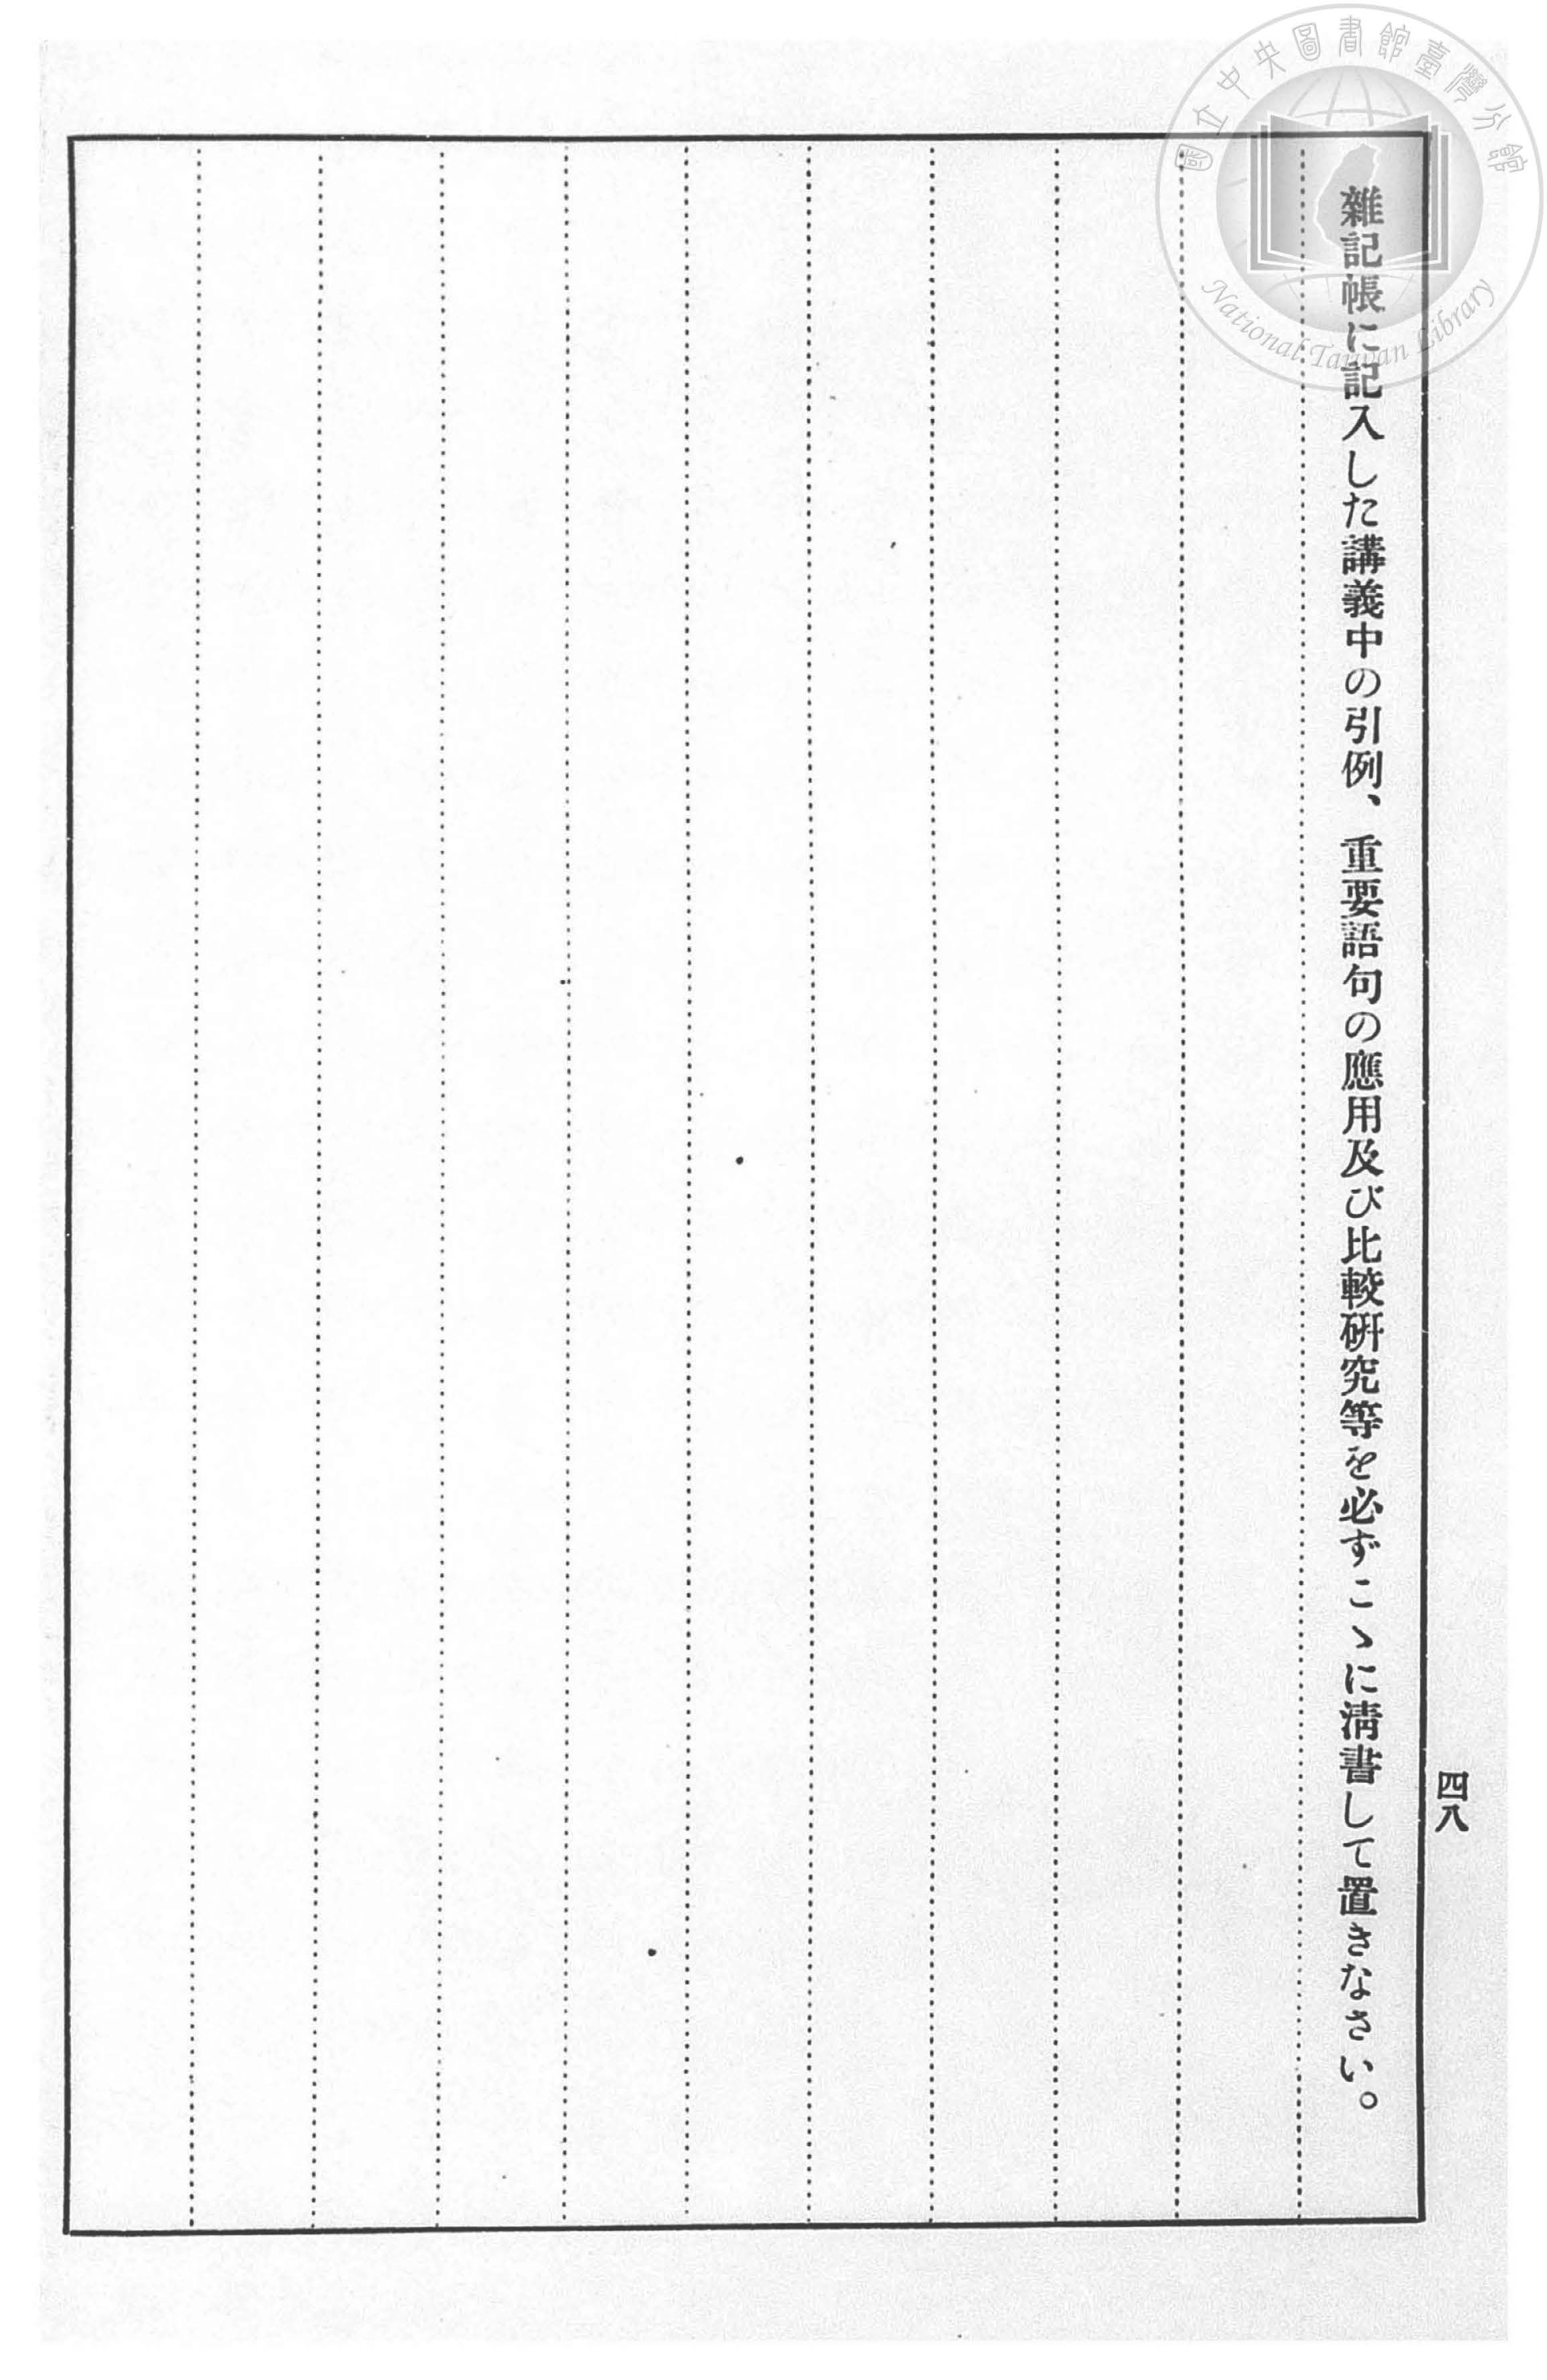 雜記帳に記入した講義中の引例、重要語句の應用及び比較硏究等を必ずこゝに淸書して置きなさい。
四八
國立中央圖書館臺灣分館
National Taiwan Library